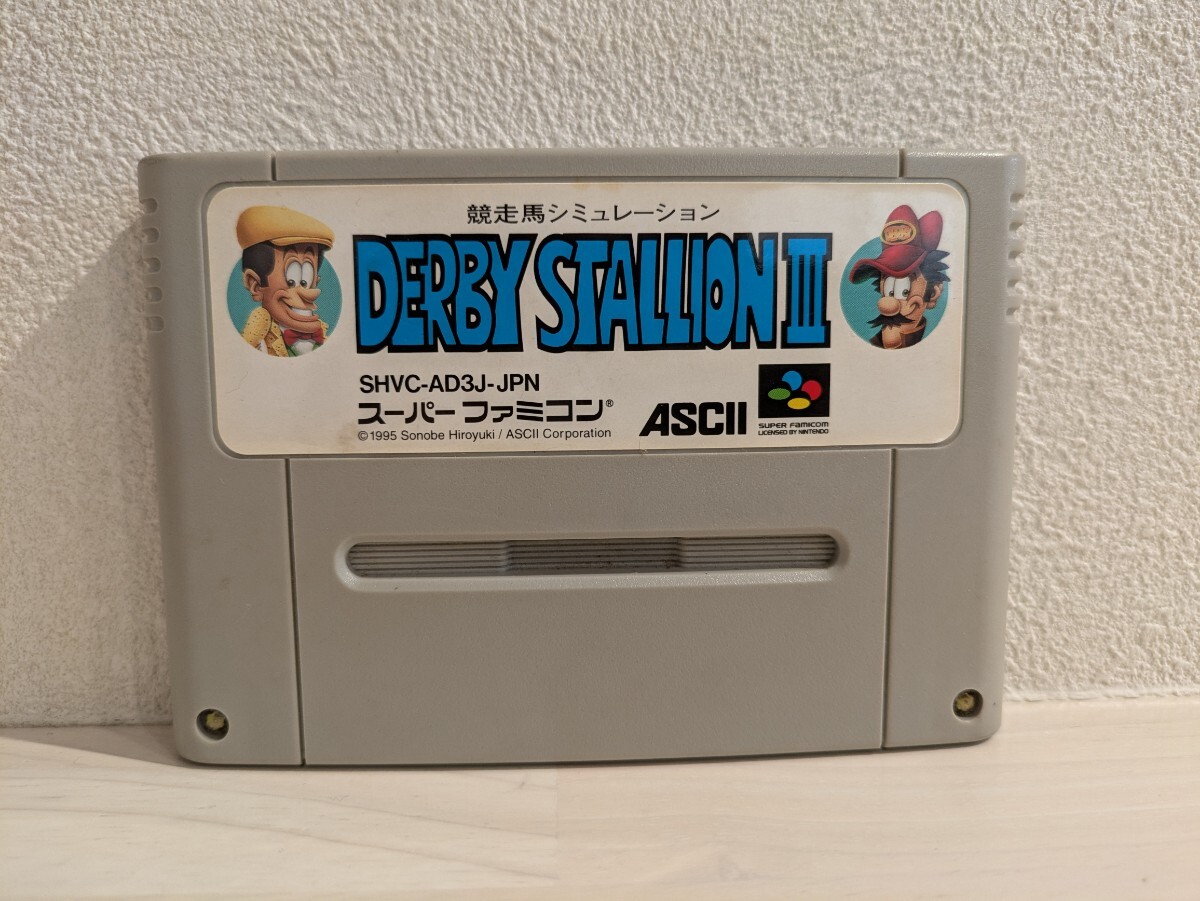 競走馬シミュレーション
DERBY STALLION III
SHVC-AD3J-JPN
スーパーファミコン®
©1995 Sonobe Hiroyuki / ASCII Corporation
ASCII
SUPER FAMICOM
LICENSED BY NINTENDO